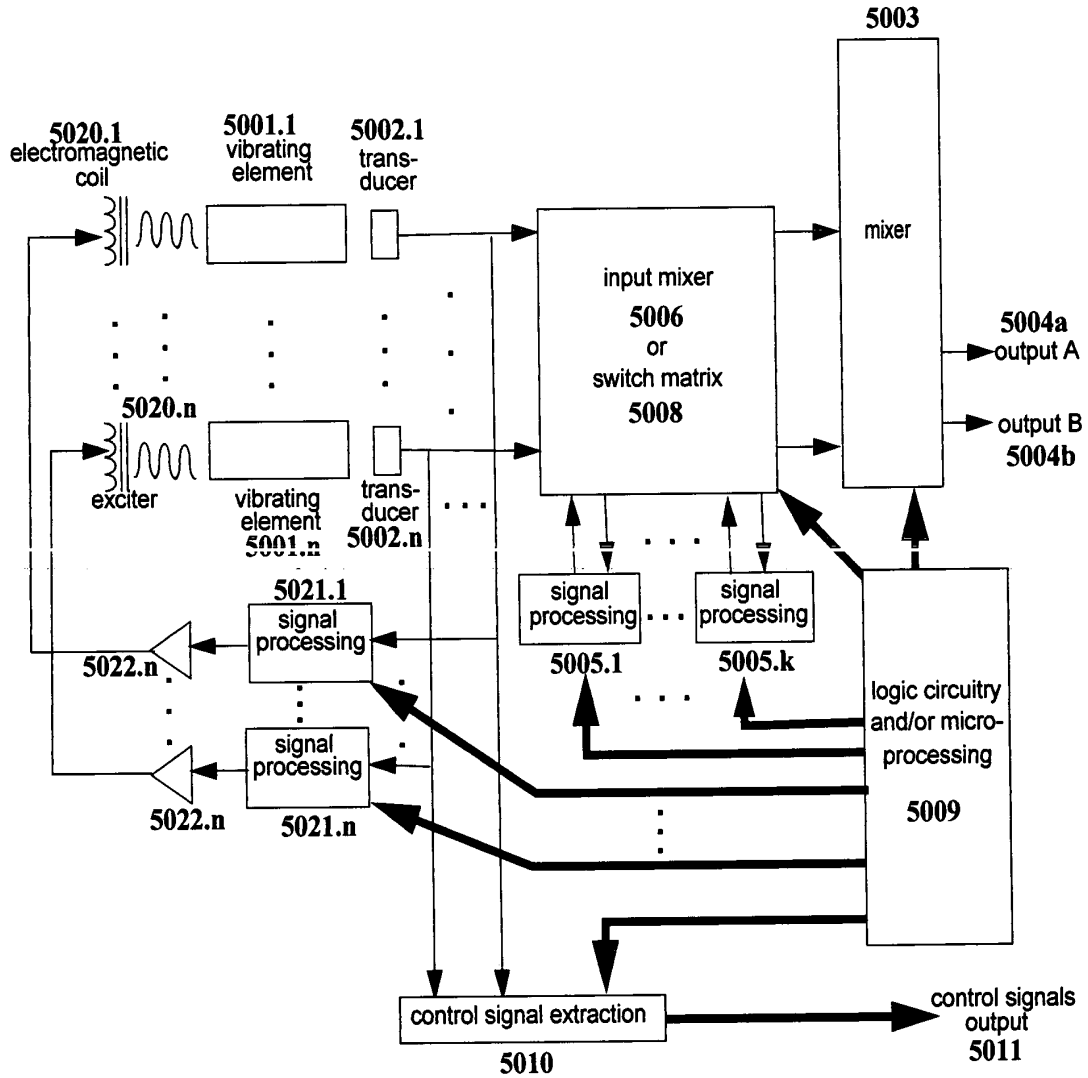 5003
5020.1
electromagnetic
coil
5001.1
vibrating
element
5002.1
trans-
ducer
mixer
input mixer
5006
or
switch matrix
5008
5004a
output A
output B
5004b
5020.n
exciter
vibrating
element
5001.n
trans-
ducer
5002.n
5021.1
signal
processing
5022.n
signal
processing
5022.n
5021.n
signal
processing
5005.1
signal
processing
5005.k
logic circuitry
and/or micro-
processing
5009
control signal extraction
5010
control signals
output
5011